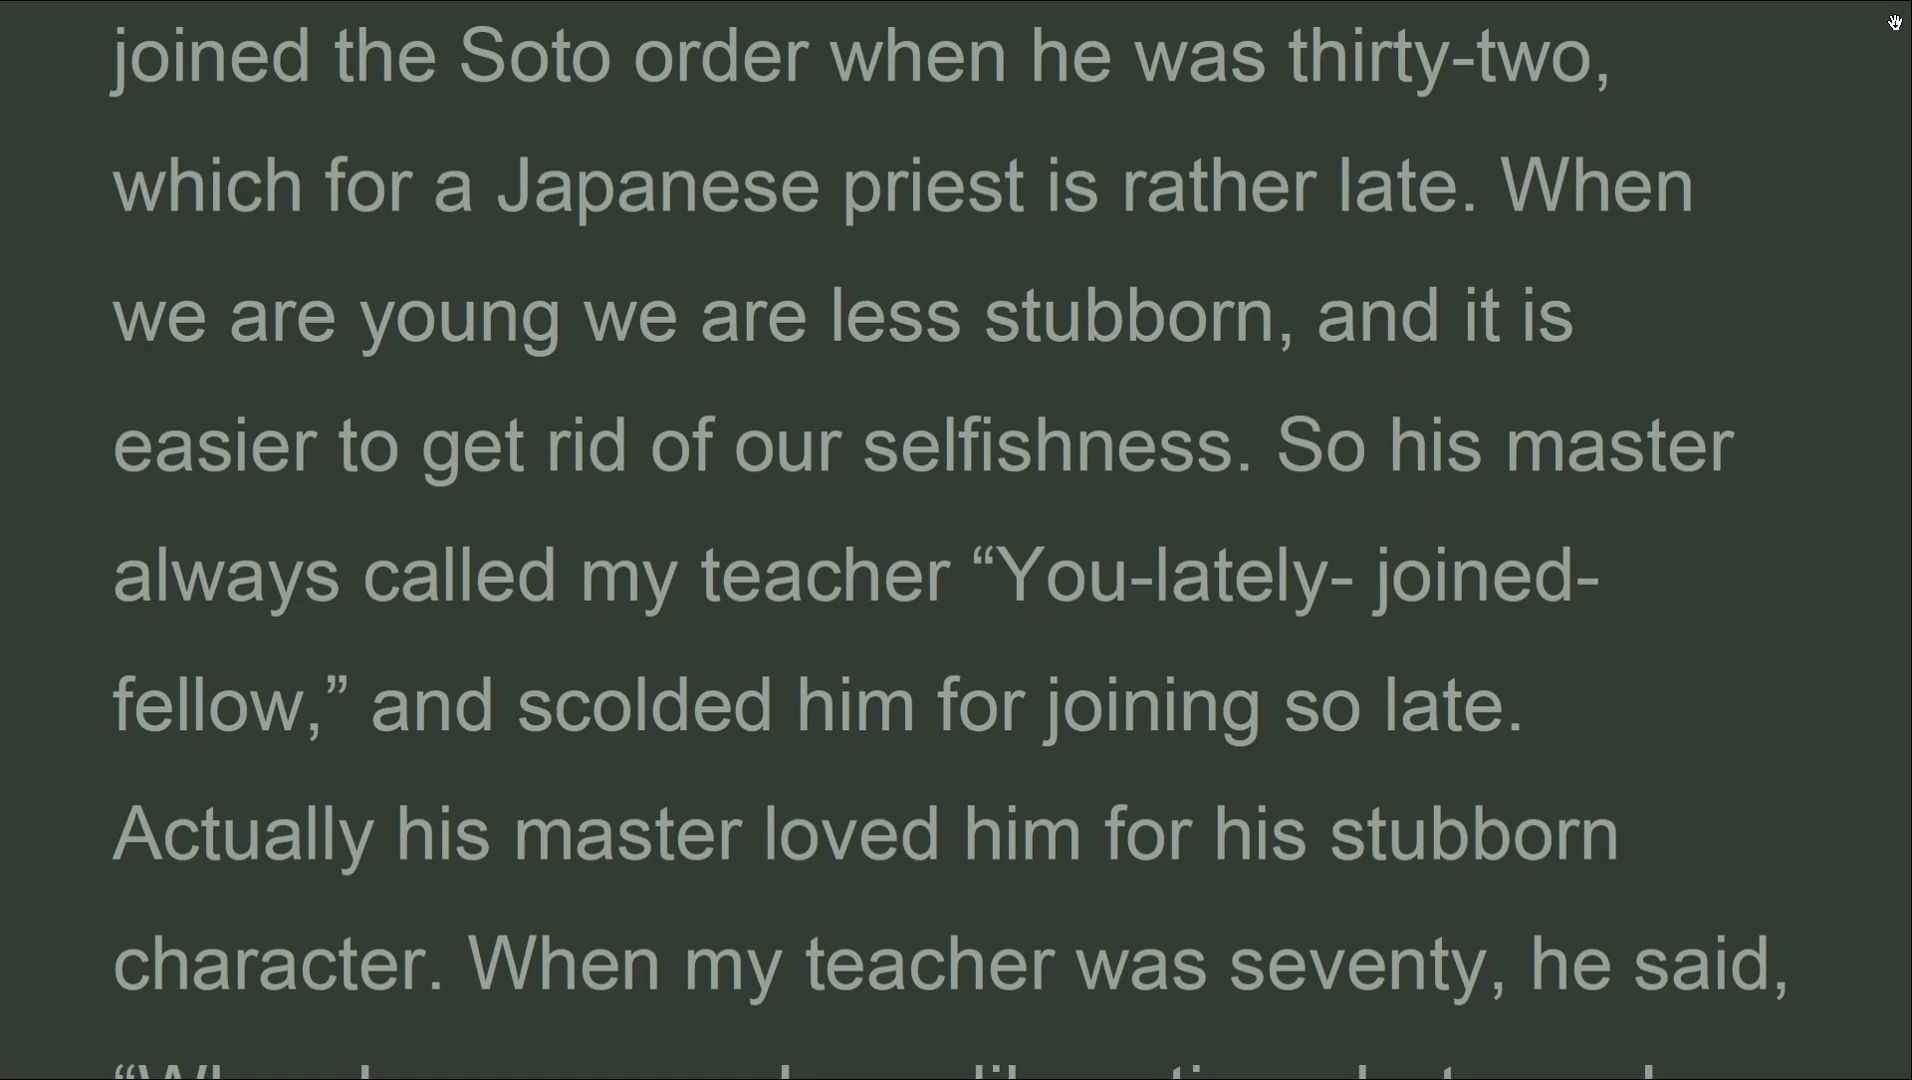 joined the Soto order when he was thirty-two,
which for a Japanese priest is rather late. When
we are young we are less stubborn, and it is
easier to get rid of our selfishness. So his master
always called my teacher “You-lately- joined-
fellow,” and scolded him for joining so late.
Actually his master loved him for his stubborn
character. When my teacher was seventy, he said,